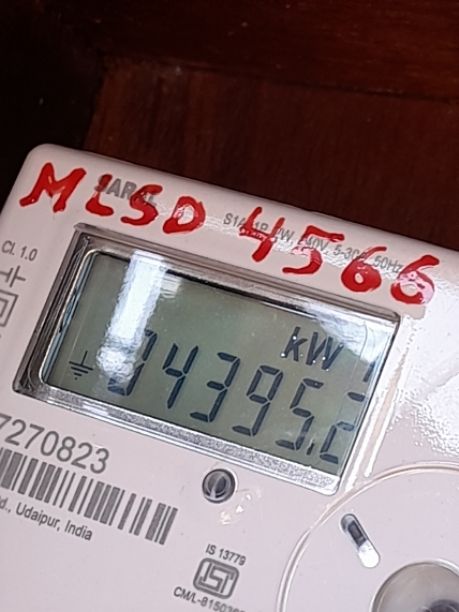 MLSD 4566
Cl. 1.0
kW
04395.2
7270823
d., Udaipur, India
IS 13779